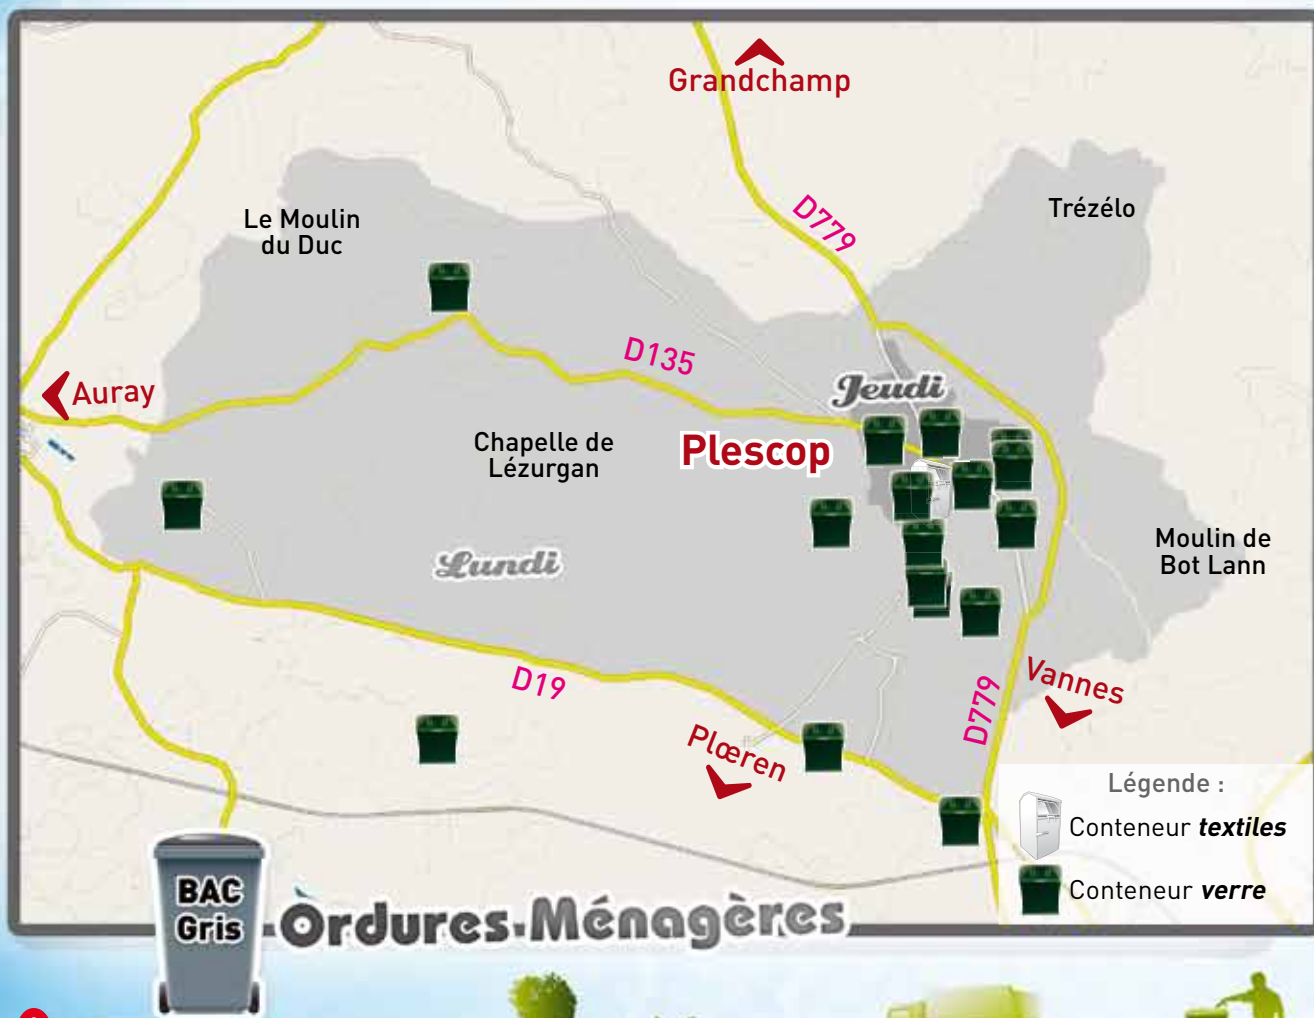 Grandchamp
D779
Trézélo
Le Moulin
du Duc
D135
Auray
Jeudi
Chapelle de
Lézurgan
Plescop
Moulin de
Bot Lann
Lundi
D19
Vannes
D779
Plœren
Légende :
Conteneur textiles
Conteneur verre
BAC
Gris
Ordures Ménagères